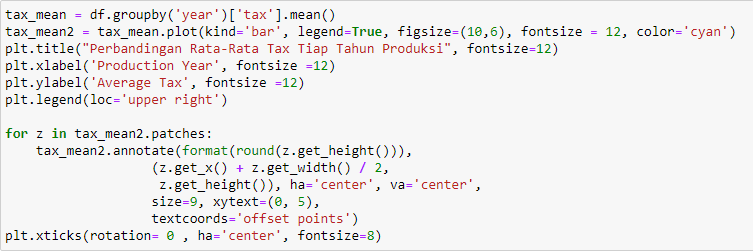 tax_mean = df.groupby('year')['tax'].mean()
tax_mean2 = tax_mean.plot(kind='bar', legend=True, figsize=(10,6), fontsize = 12, color='cyan')
plt.title("Perbandingan Rata-Rata Tax Tiap Tahun Produksi", fontsize=12)
plt.xlabel('Production Year', fontsize =12)
plt.ylabel('Average Tax', fontsize =12)
plt.legend(loc='upper right')

for z in tax_mean2.patches:
    tax_mean2.annotate(format(round(z.get_height())),
                   (z.get_x() + z.get_width() / 2,
                    z.get_height()), ha='center', va='center',
                   size=9, xytext=(0, 5),
                   textcoords='offset points')
plt.xticks(rotation= 0 , ha='center', fontsize=8)